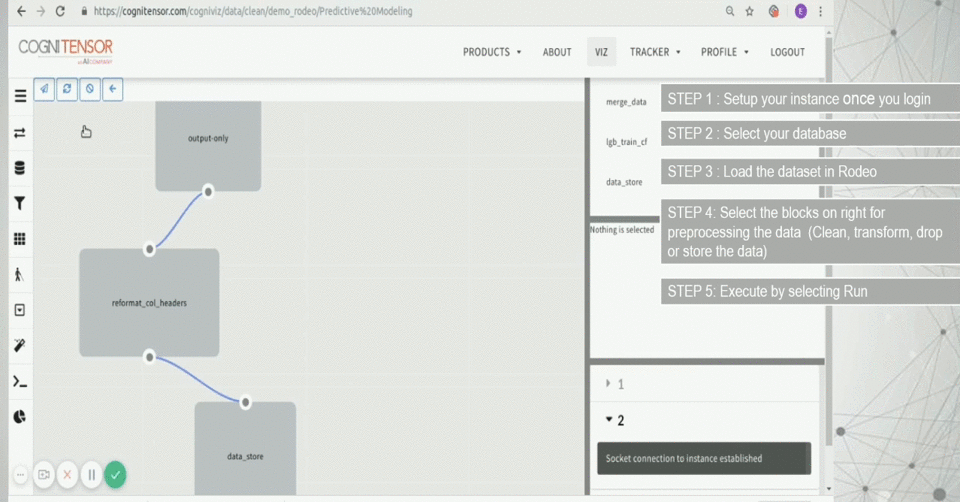 https://cognitensor.com/cogniviz/data/clean/demo_rodeo/Predictive%20Modeling
E
COGNITENSOR
an AI COMPANY
PRODUCTS
ABOUT
VIZ
TRACKER
PROFILE
LOGOUT
output-only
reformat_col_headers
data_store
merge_data
lgb_train_cf
data_store
Nothing is selected
1
2
Socket connection to instance established
STEP 1 : Setup your instance once you login
STEP 2 : Select your database
STEP 3 : Load the dataset in Rodeo
STEP 4: Select the blocks on right for
preprocessing the data (Clean, transform, drop
or store the data)
STEP 5: Execute by selecting Run